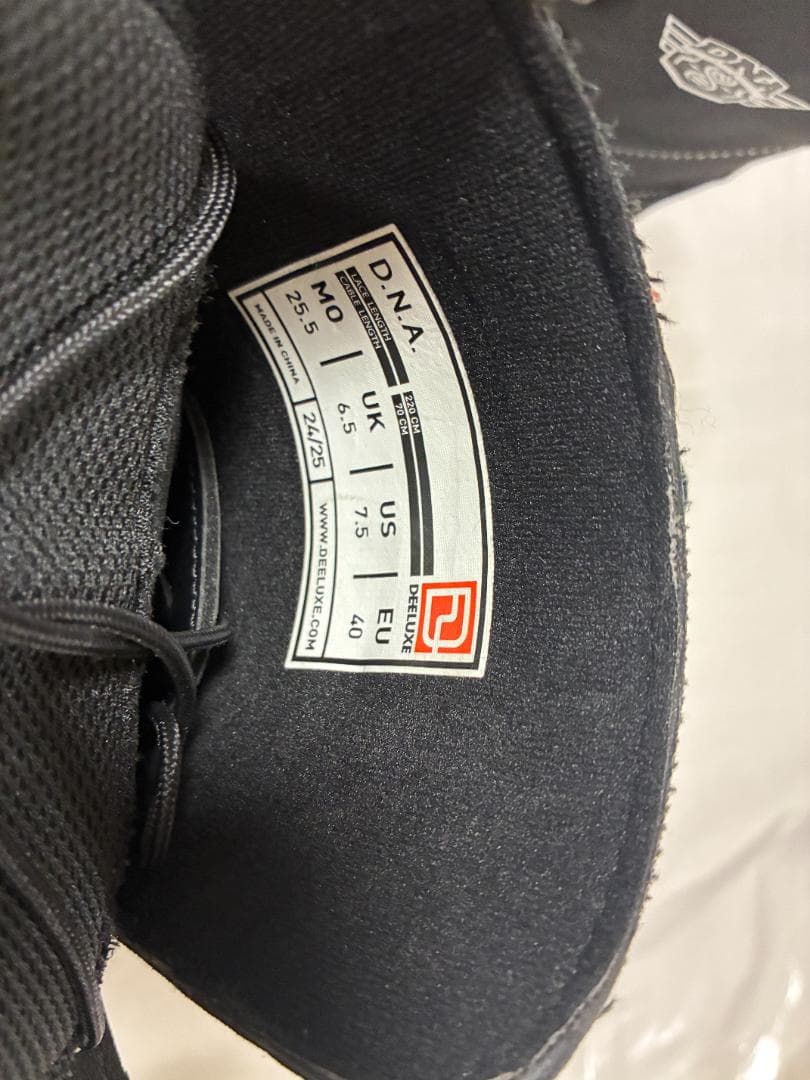 D.N.A.
LACE LENGTH 220 CM
CABLE LENGTH 70 CM
DEELUXE
MO | UK | US | EU
25.5 6.5 7.5 40
MADE IN CHINA 24/25 WWW.DEELUXE.COM
DNA